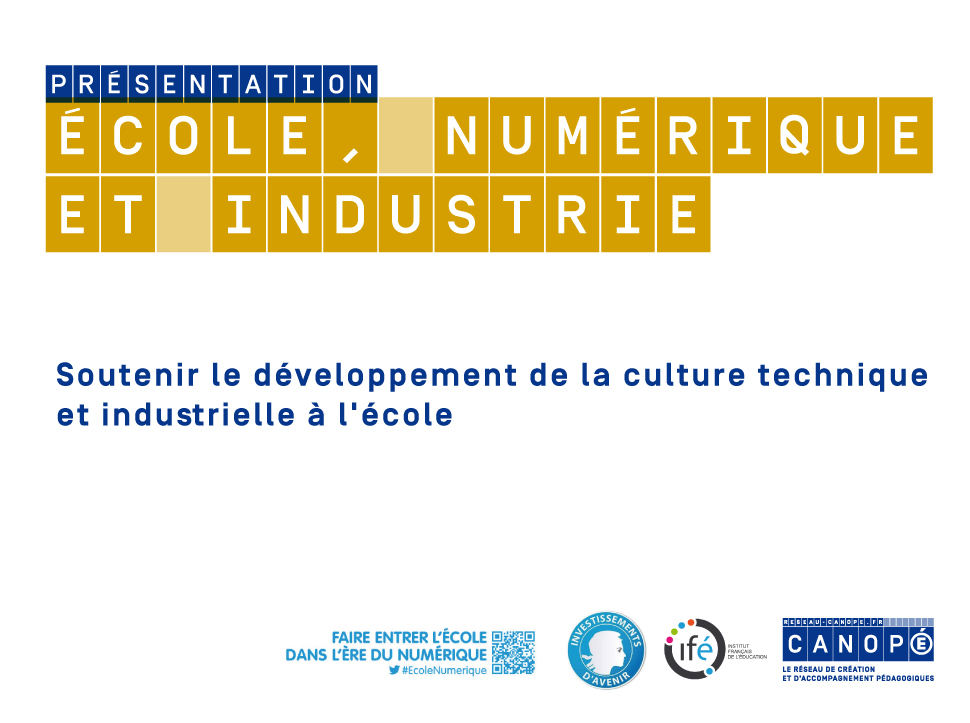 PRÉSENTATION
ÉCOLE, NUMÉRIQUE
ET INDUSTRIE
Soutenir le développement de la culture technique
et industrielle à l'école
FAIRE ENTRER L'ÉCOLE
DANS L'ÈRE DU NUMÉRIQUE
#EcoleNumerique
INVESTISSEMENTS
D'AVENIR
ifé
INSTITUT
FRANÇAIS
DE L'ÉDUCATION
RESEAU-CANOPE.FR
CANOPÉ
LE RÉSEAU DE CRÉATION
ET D'ACCOMPAGNEMENT PÉDAGOGIQUES